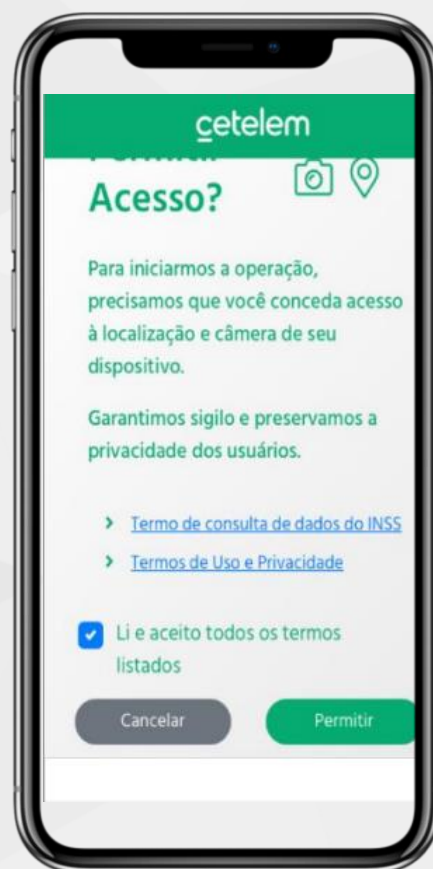 cetelem
Acesso?
Para iniciarmos a operação,
precisamos que você conceda acesso
à localização e câmera de seu
dispositivo.
Garantimos sigilo e preservamos a
privacidade dos usuários.
Termo de consulta de dados do INSS
Termos de Uso e Privacidade
Li e aceito todos os termos
listados
Cancelar
Permitir